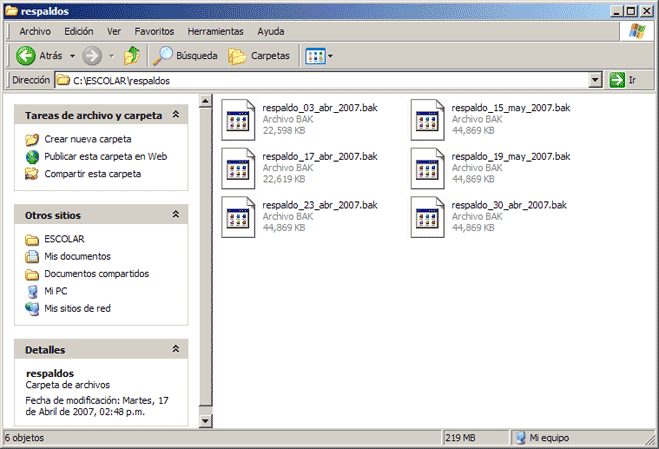 respaldos
Archivo Edición Ver Favoritos Herramientas Ayuda
Atrás Búsqueda Carpetas
Dirección C:\ESCOLAR\respaldos Ir
Tareas de archivo y carpeta
Crear nueva carpeta
Publicar esta carpeta en Web
Compartir esta carpeta
Otros sitios
ESCOLAR
Mis documentos
Documentos compartidos
Mi PC
Mis sitios de red
Detalles
respaldos
Carpeta de archivos
Fecha de modificación: Martes, 17
de Abril de 2007, 02:48 p.m.
respaldo_03_abr_2007.bak
Archivo BAK
22,598 KB
respaldo_15_may_2007.bak
Archivo BAK
44,869 KB
respaldo_17_abr_2007.bak
Archivo BAK
22,619 KB
respaldo_19_may_2007.bak
Archivo BAK
44,869 KB
respaldo_23_abr_2007.bak
Archivo BAK
44,869 KB
respaldo_30_abr_2007.bak
Archivo BAK
44,869 KB
6 objetos 219 MB Mi equipo